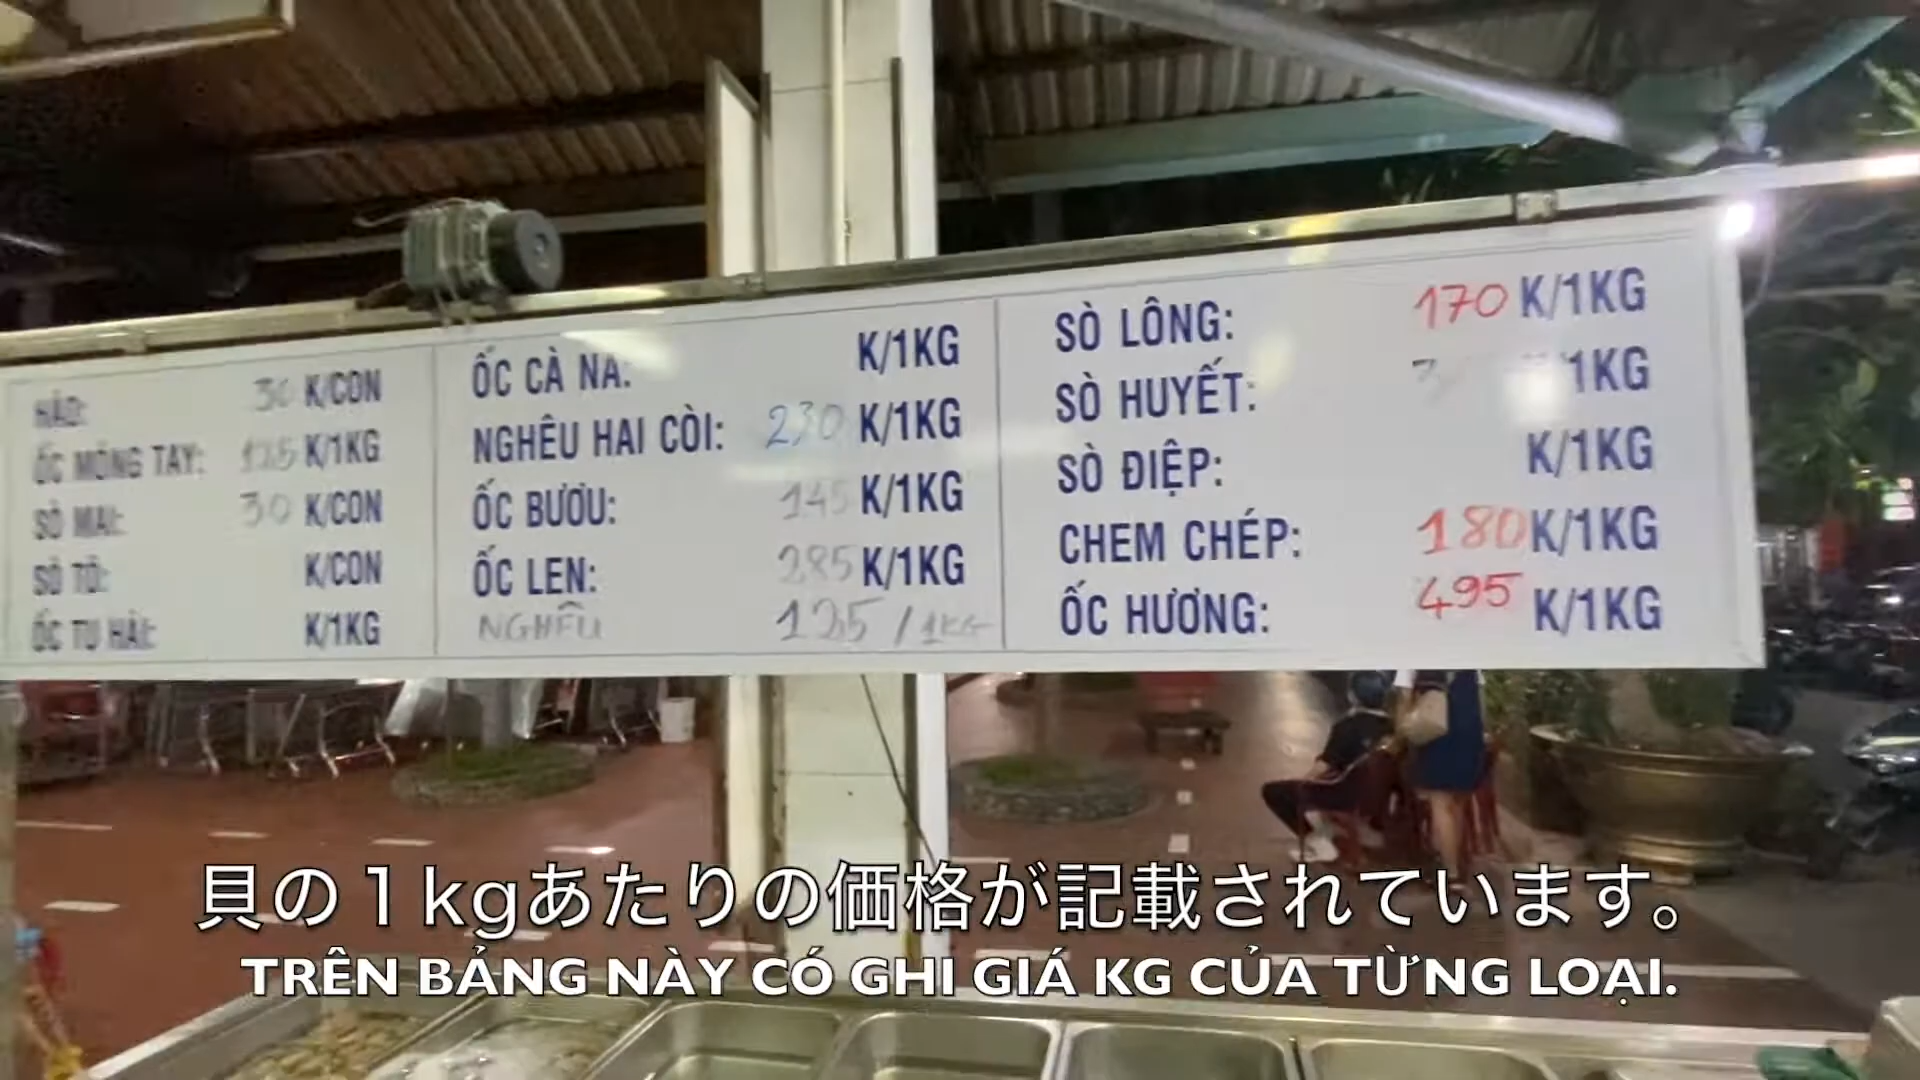 HÀO: 30 K/CON
ỐC MÓNG TAY: 125 K/1KG
SÒ MAI: 30 K/CON
SÒ TÔ: K/CON
ỐC TU HÀI: K/1KG
ỐC CÀ NA: K/1KG
NGHÊU HAI CÒI: 230 K/1KG
ỐC BƯƠU: 145 K/1KG
ỐC LEN: 285 K/1KG
NGHÊU 125 / 1KG
SÒ LÔNG: 170 K/1KG
SÒ HUYẾT: 1KG
SÒ ĐIỆP: K/1KG
CHEM CHÉP: 180 K/1KG
ỐC HƯƠNG: 495 K/1KG
貝の１kgあたりの価格が記載されています。
TRÊN BẢNG NÀY CÓ GHI GIÁ KG CỦA TỪNG LOẠI.